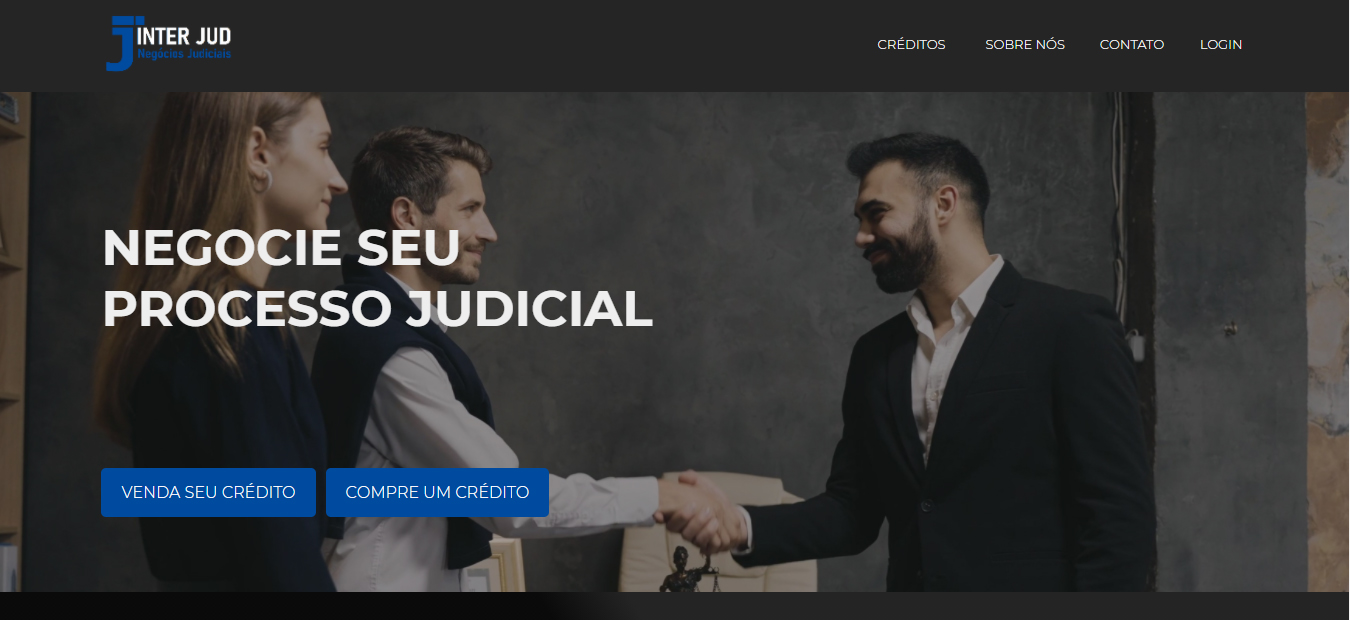 INTER JUD
Negócios Judiciais
CRÉDITOS
SOBRE NÓS
CONTATO
LOGIN
NEGOCIE SEU
PROCESSO JUDICIAL
VENDA SEU CRÉDITO
COMPRE UM CRÉDITO